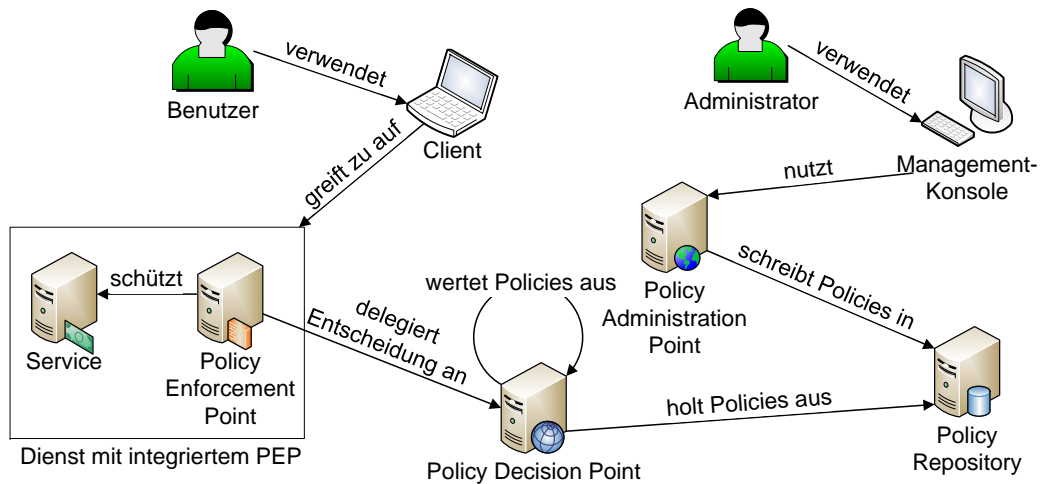 verwendet
Benutzer
Client
greift zu auf
verwendet
Administrator
Management-
Konsole
nutzt
schützt
Service
Policy
Enforcement
Point
Dienst mit integriertem PEP
delegiert
Entscheidung an
wertet Policies aus
Policy Decision Point
Policy
Administration
Point
schreibt Policies in
holt Policies aus
Policy
Repository